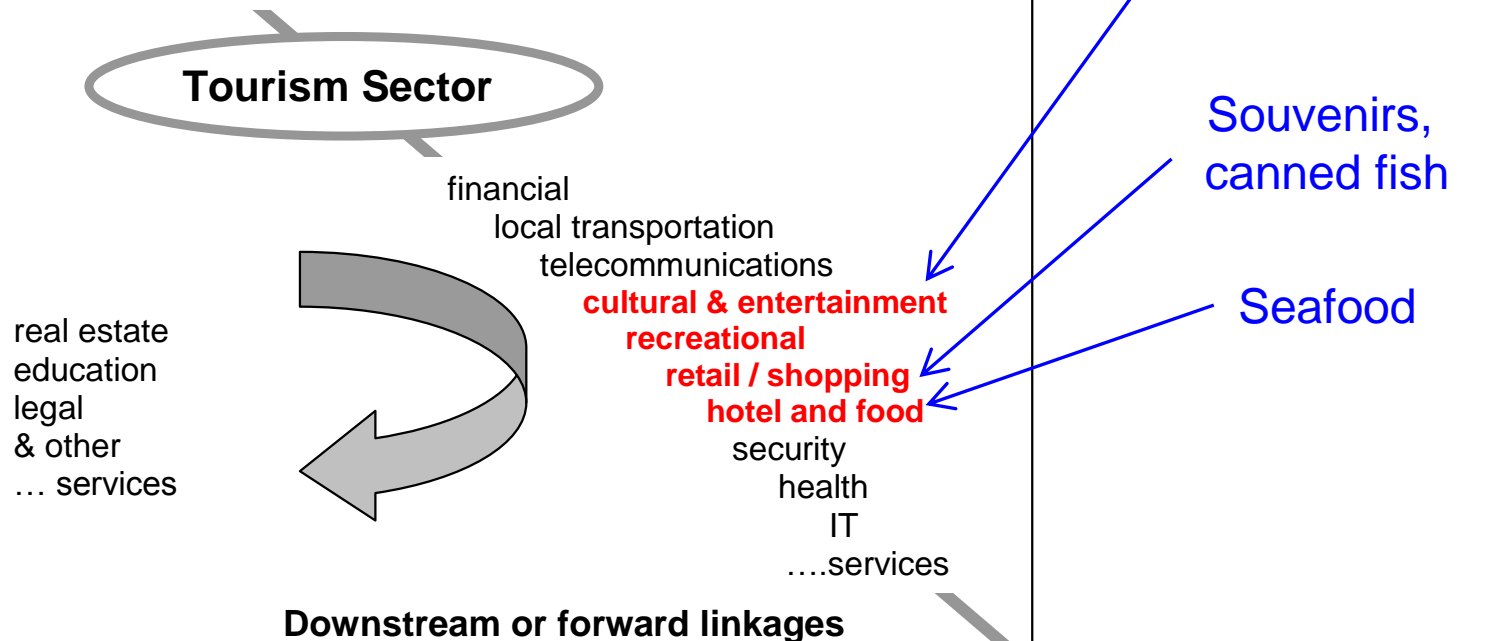 Tourism Sector
Souvenirs,
canned fish
financial
local transportation
telecommunications
cultural & entertainment
recreational
retail / shopping
hotel and food
security
health
IT
….services
Seafood
real estate
education
legal
& other
… services
Downstream or forward linkages